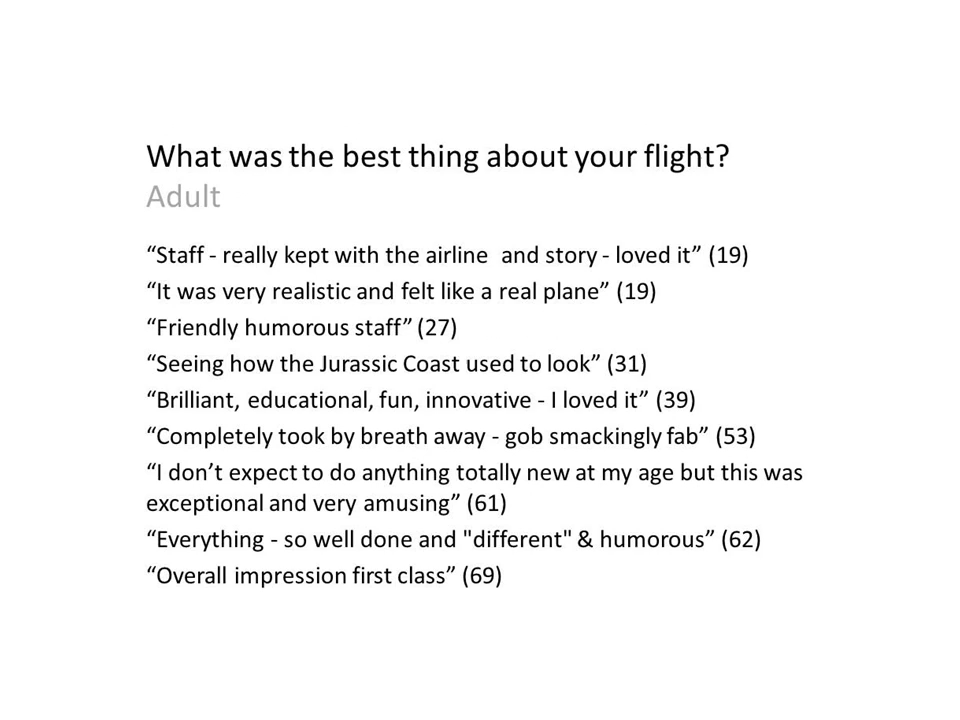 What was the best thing about your flight?
Adult
“Staff - really kept with the airline  and story - loved it” (19)
“It was very realistic and felt like a real plane” (19)
“Friendly humorous staff” (27)
“Seeing how the Jurassic Coast used to look” (31)
“Brilliant, educational, fun, innovative - I loved it” (39)
“Completely took by breath away - gob smackingly fab” (53)
“I don’t expect to do anything totally new at my age but this was
exceptional and very amusing” (61)
“Everything - so well done and "different" & humorous” (62)
“Overall impression first class” (69)